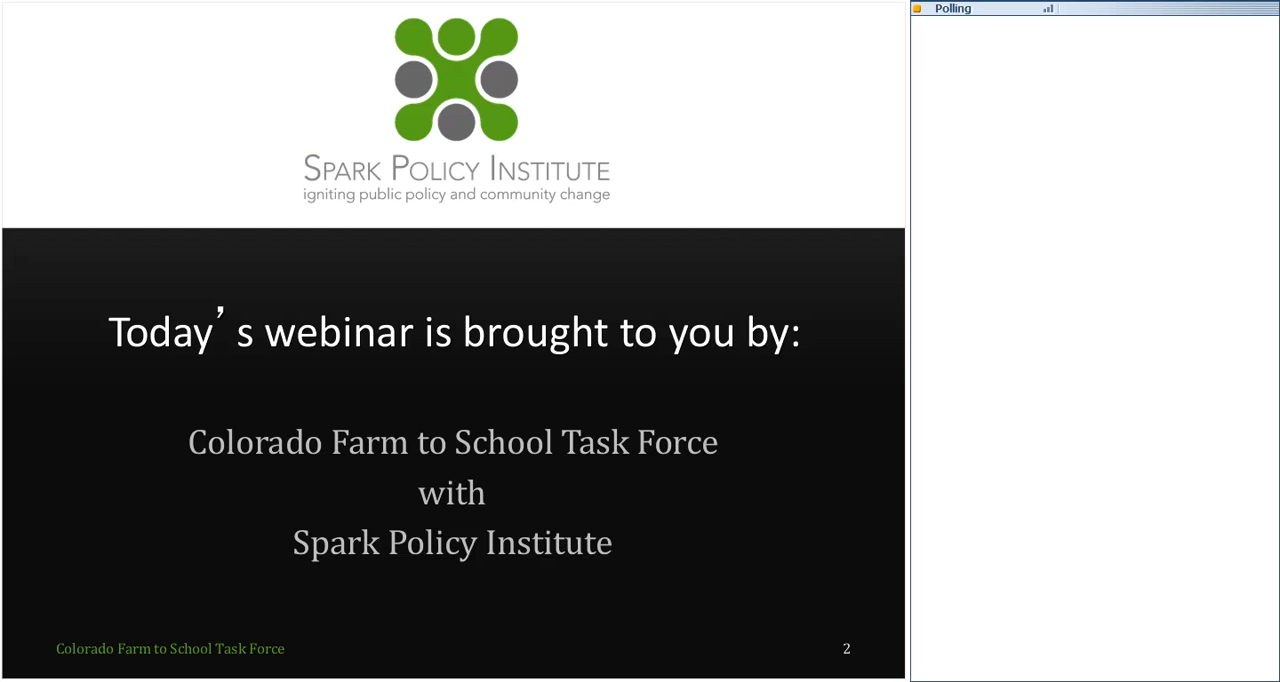 SPARK POLICY INSTITUTE
igniting public policy and community change
Today’s webinar is brought to you by:
Colorado Farm to School Task Force
with
Spark Policy Institute
Colorado Farm to School Task Force
2
Polling